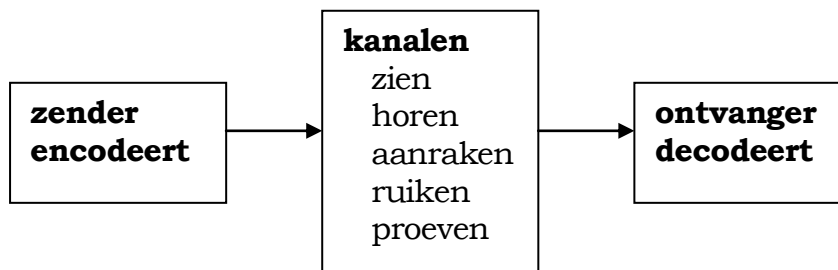 zender
encodeert
kanalen
zien
horen
aanraken
ruiken
proeven
ontvanger
decodeert